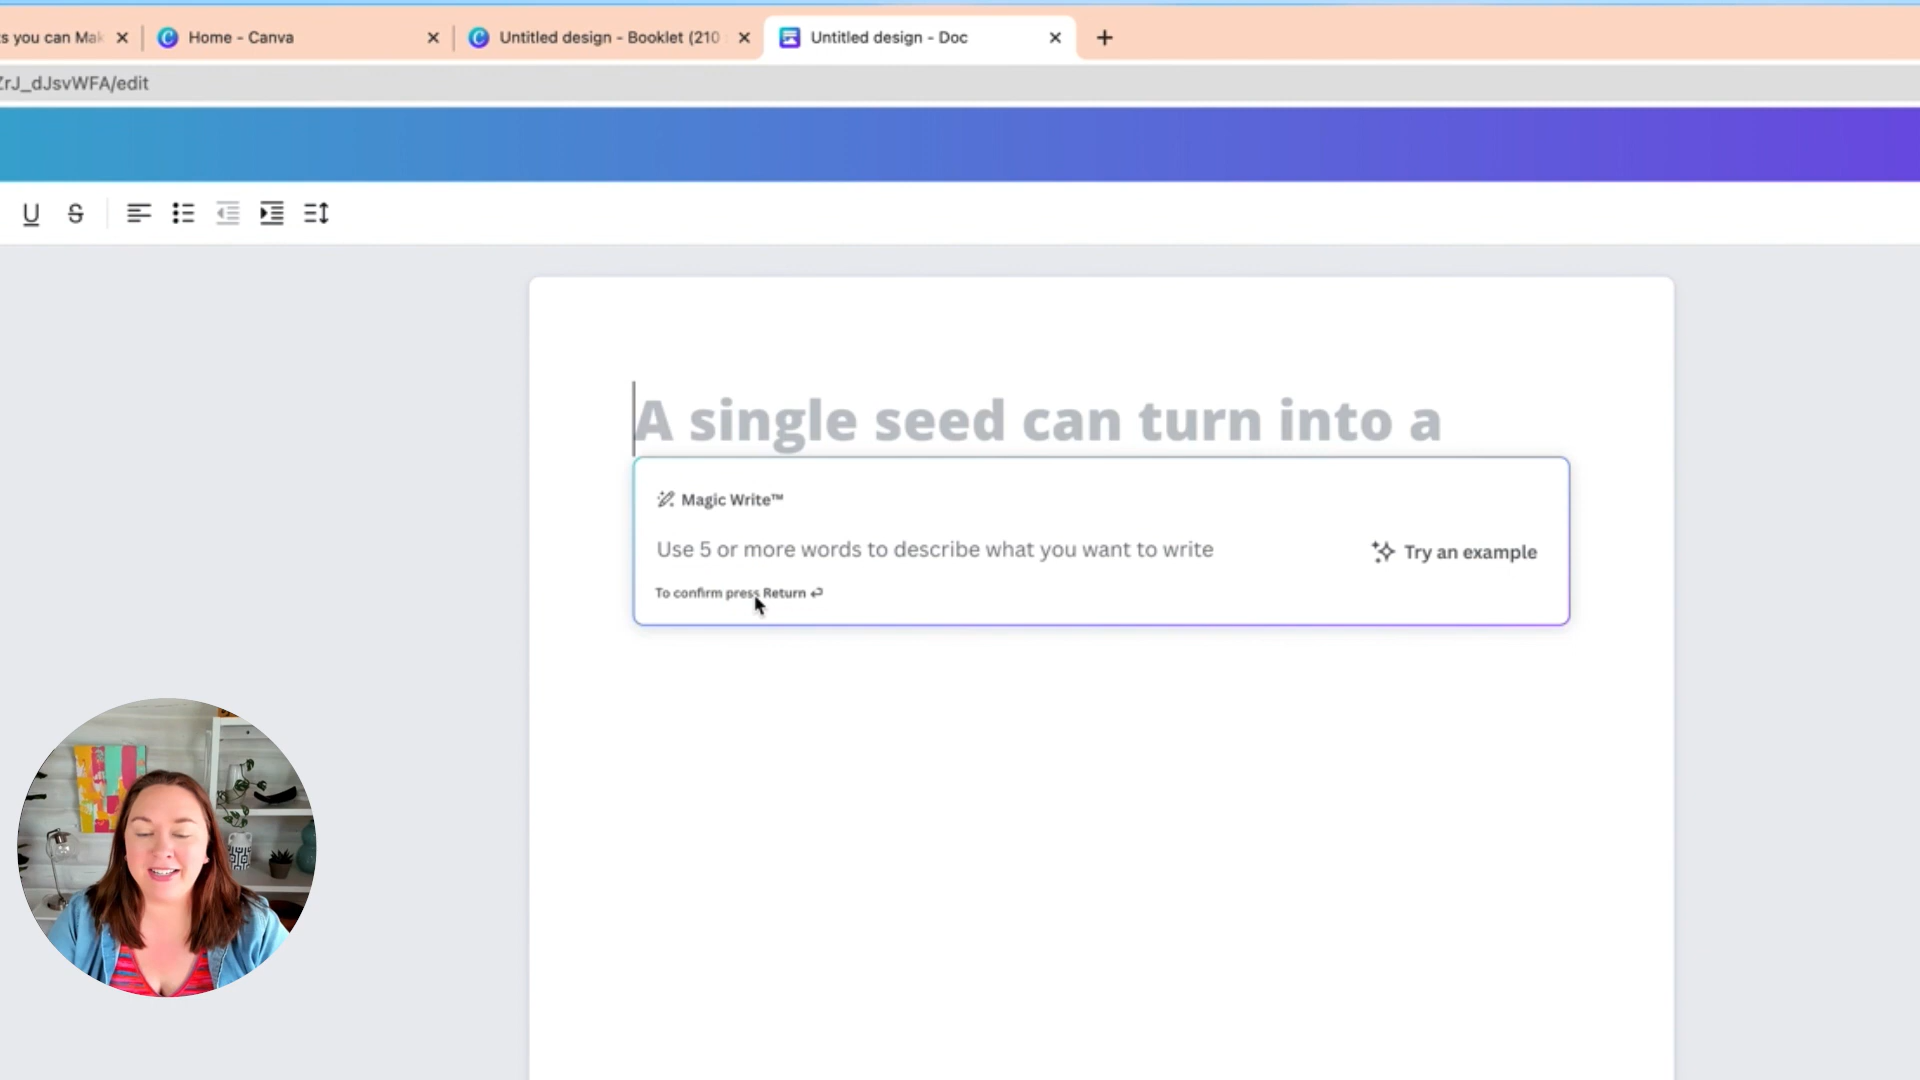 s you can Mak
Home - Canva
Untitled design - Booklet (210
Untitled design - Doc
ZrJ_dJsvWFA/edit
A single seed can turn into a
Magic Write™
Use 5 or more words to describe what you want to write
Try an example
To confirm press Return ↵